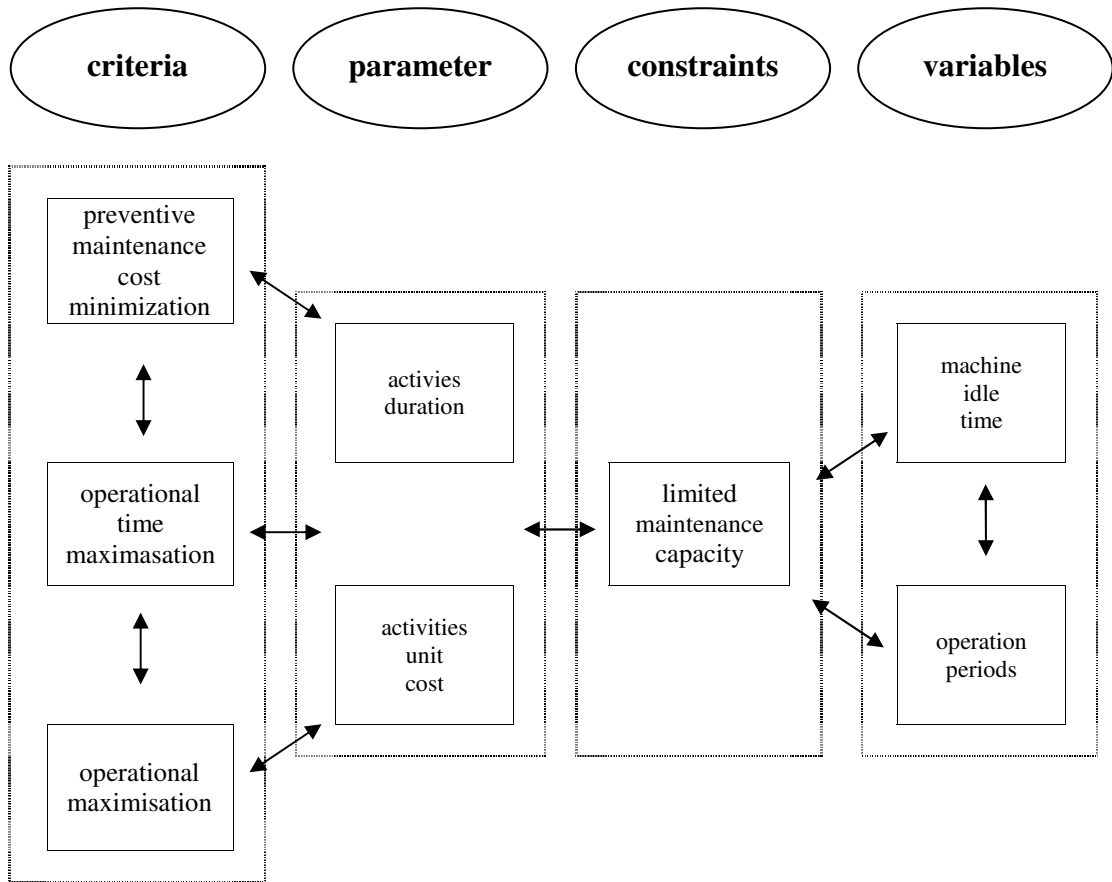 criteria
parameter
constraints
variables
preventive
maintenance
cost
minimization
operational
time
maximasation
operational
maximisation
activies
duration
activities
unit
cost
limited
maintenance
capacity
machine
idle
time
operation
periods